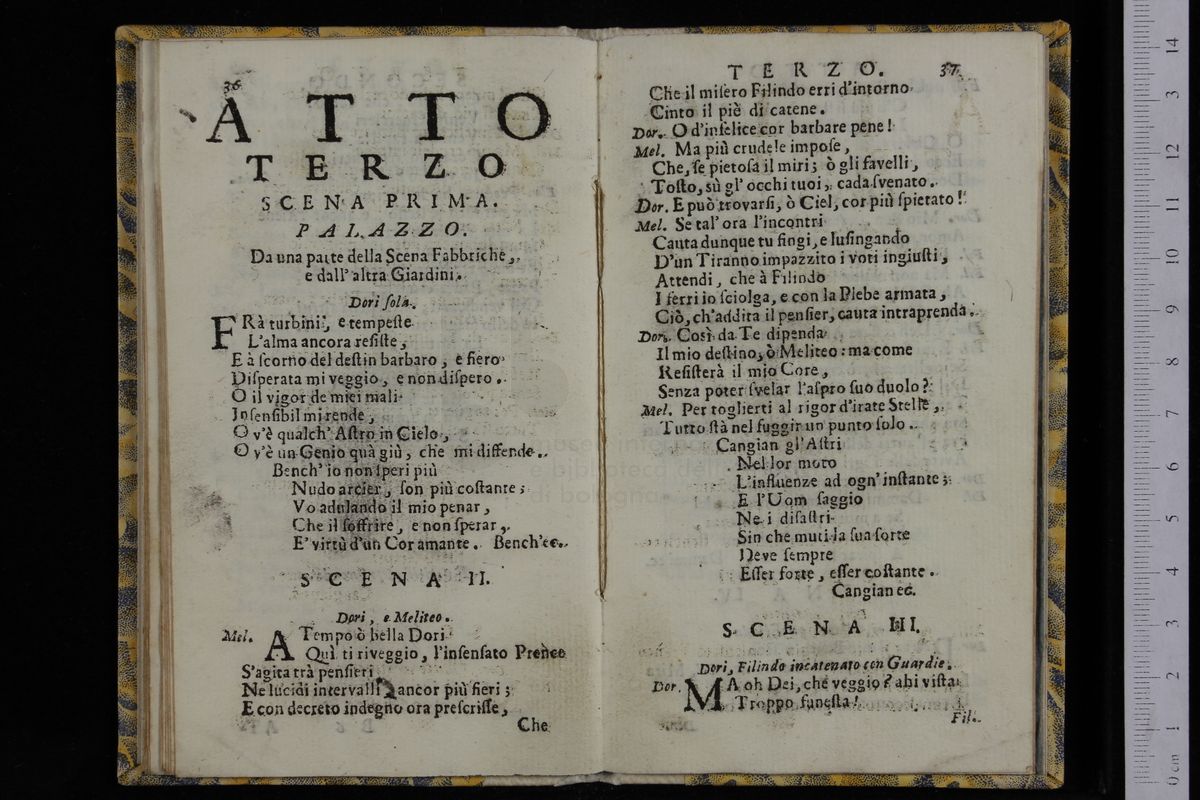 36
ATTO
TERZO
SCENA PRIMA.
PALAZZO.
Da una parte della Scena Fabbriche,
e dall' altra Giardini.
Dori ſola.
FRà turbini, e tempeſte
L'alma ancora reſiſte,
E à ſcorno del deſtin barbaro, e fiero
Diſperata mi veggio, e non diſpero.
O il vigor de miei mali
Inſenſibil mi rende,
O v'è qualch' Aſtro in Cielo,
O v'è un Genio quà giù, che mi diffende.
Bench' io non ſperi più
Nudo arcier, ſon più coſtante;
Vo adulando il mio penar,
Che il ſoffrire, e non ſperar,
E' virtù d'un Cor amante. Bench'ec.
SCENA II.
Dori, e Meliteo.
Mel. A Tempo ò bella Dori
Quì ti riveggio, l'inſenſato Prence
S'agita trà penſieri
Ne lucidi intervalli ancor più fieri;
E con decreto indegno ora preſcriſſe,
Che
TERZO. 37
Che il miſero Filindo erri d'intorno
Cinto il piè di catene.
Dor. O d'infelice cor barbare pene!
Mel. Ma più crudele impoſe,
Che, ſe pietoſa il miri; ò gli favelli,
Toſto, sù gl' occhi tuoi, cada ſvenato.
Dor. E può trovarſi, ò Ciel, cor più ſpietato!
Mel. Se tal' ora l'incontri
Cauta dunque tu fingi, e luſingando
D'un Tiranno impazzito i voti ingiuſti,
Attendi, che à Filindo
I ferri io ſciolga, e con la Plebe armata,
Ciò, ch'addita il penſier, cauta intraprenda.
Dor. Così da Te dipenda
Il mio deſtino, ò Meliteo: ma come
Reſiſterà il mio Core,
Senza poter ſvelar l'aſpro ſuo duolo?
Mel. Per toglierti al rigor d'irate Stelle,
Tutto ſtà nel fuggir un punto ſolo.
Cangian gl'Aſtri
Nel lor moto
L'influenze ad ogn' inſtante;
E l'Uom ſaggio
Ne i diſaſtri
Sin che muti la ſua ſorte
Deve ſempre
Eſſer forte, eſſer coſtante.
Cangian ec.
SCENA III.
Dori, Filindo incatenato con Guardie.
Dor. MA oh Dei, che veggio? ahi viſta
Troppo funeſta!
Fil.